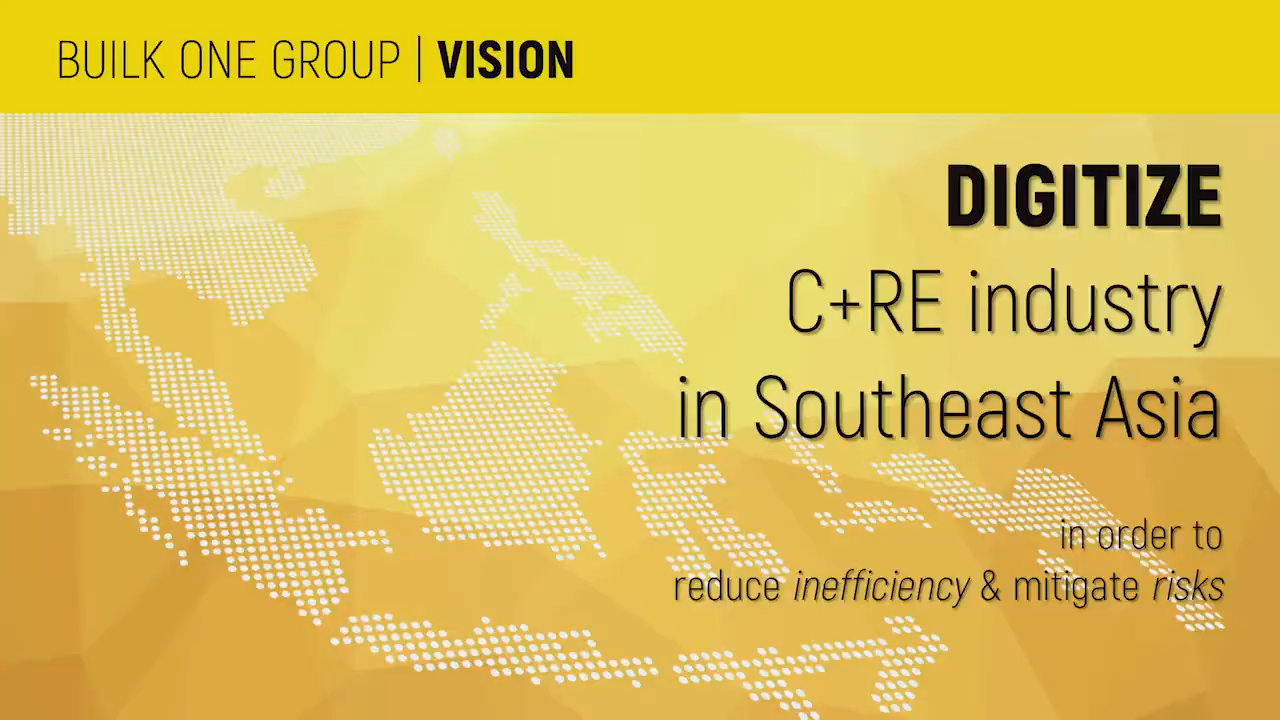 BUILK ONE GROUP | VISION
DIGITIZE
C+RE industry
in Southeast Asia
in order to
reduce inefficiency & mitigate risks